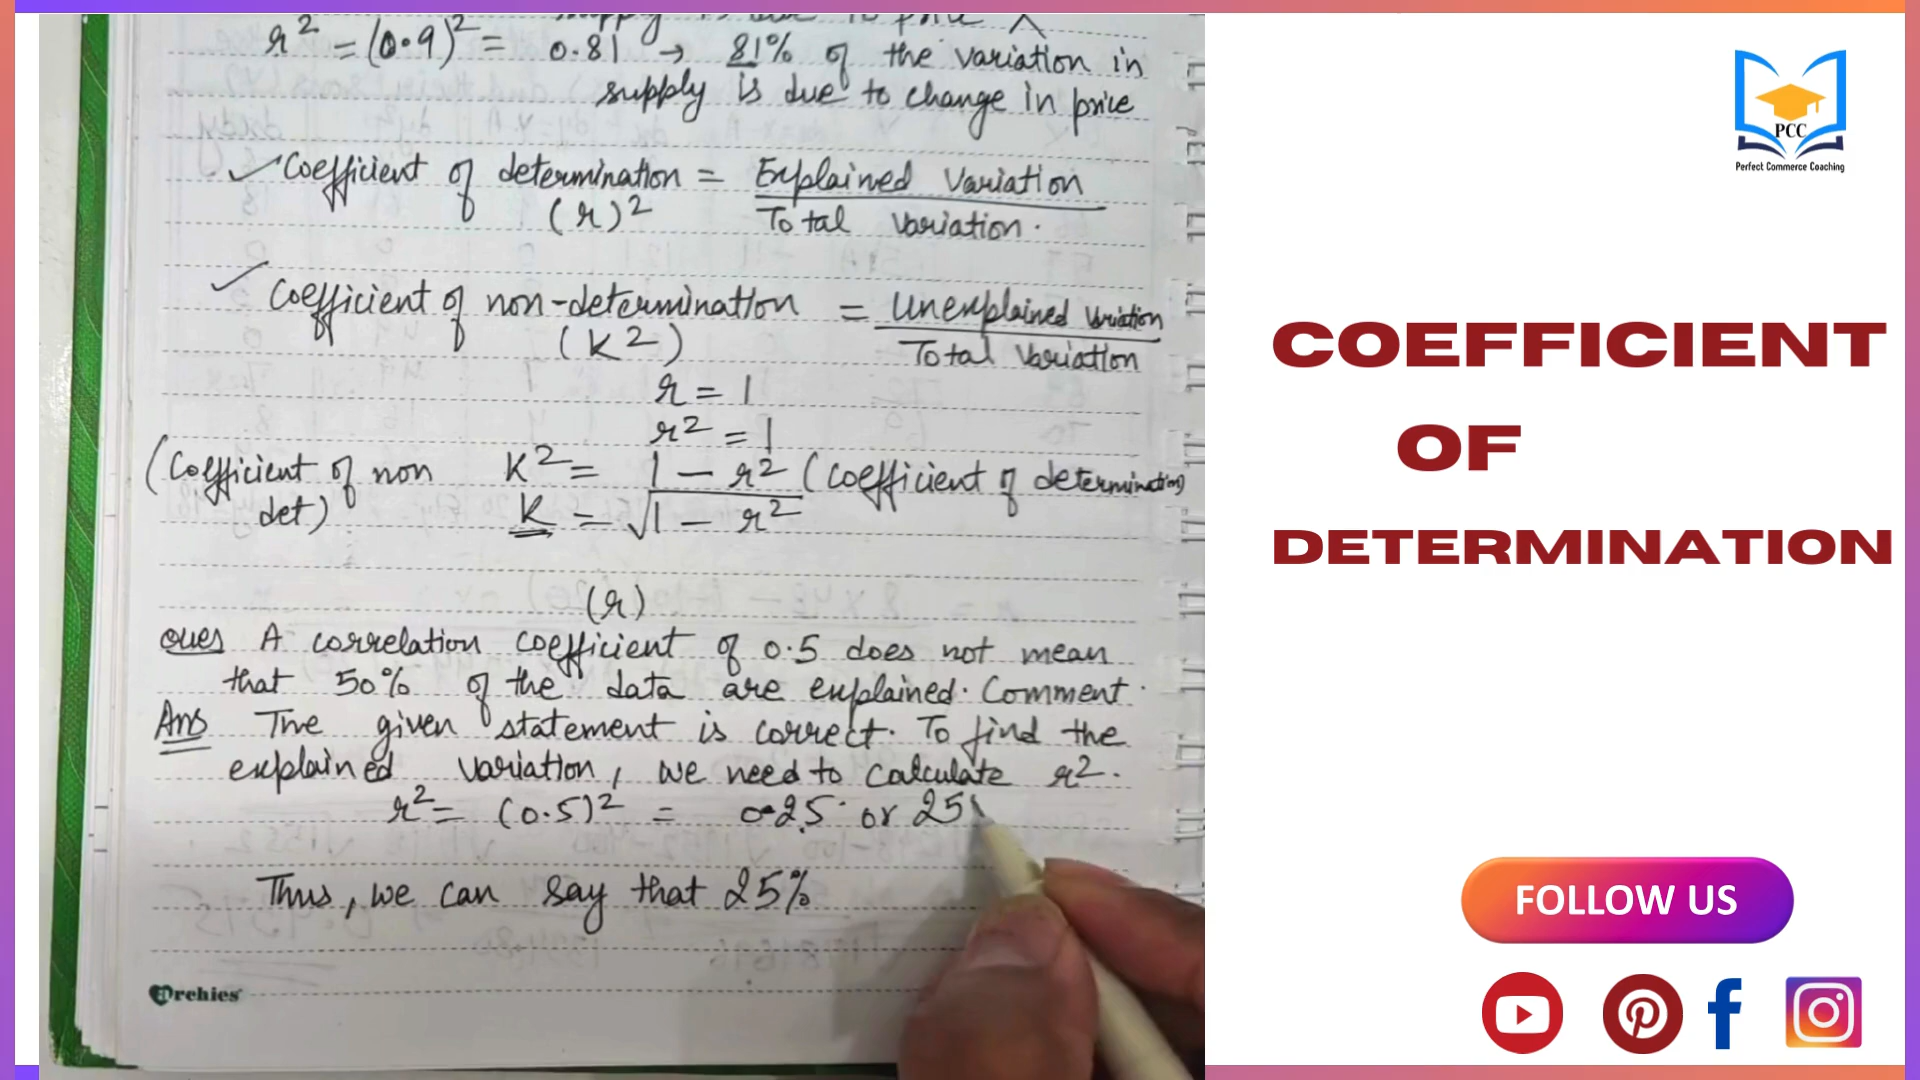 r² = (0.9)² = 0.81 → 81% of the variation in
supply is due to change in price
✓ Coefficient of determination = Explained Variation
(r)² Total Variation.
✓ Coefficient of non-determination = Unexplained Variation
(K²) Total Variation
r = 1
r² = 1
(Coefficient of non K² = 1 - r² (Coefficient of determination)
det) K = √1 - r²
(r)
Ques A correlation coefficient of 0.5 does not mean
that 50% of the data are explained. Comment.
Ans The given statement is correct. To find the
explained variation, we need to calculate r².
r² = (0.5)² = 0.25 or 25
Thus, we can say that 25%
archies
PCC
Perfect Commerce Coaching
COEFFICIENT
OF
DETERMINATION
FOLLOW US